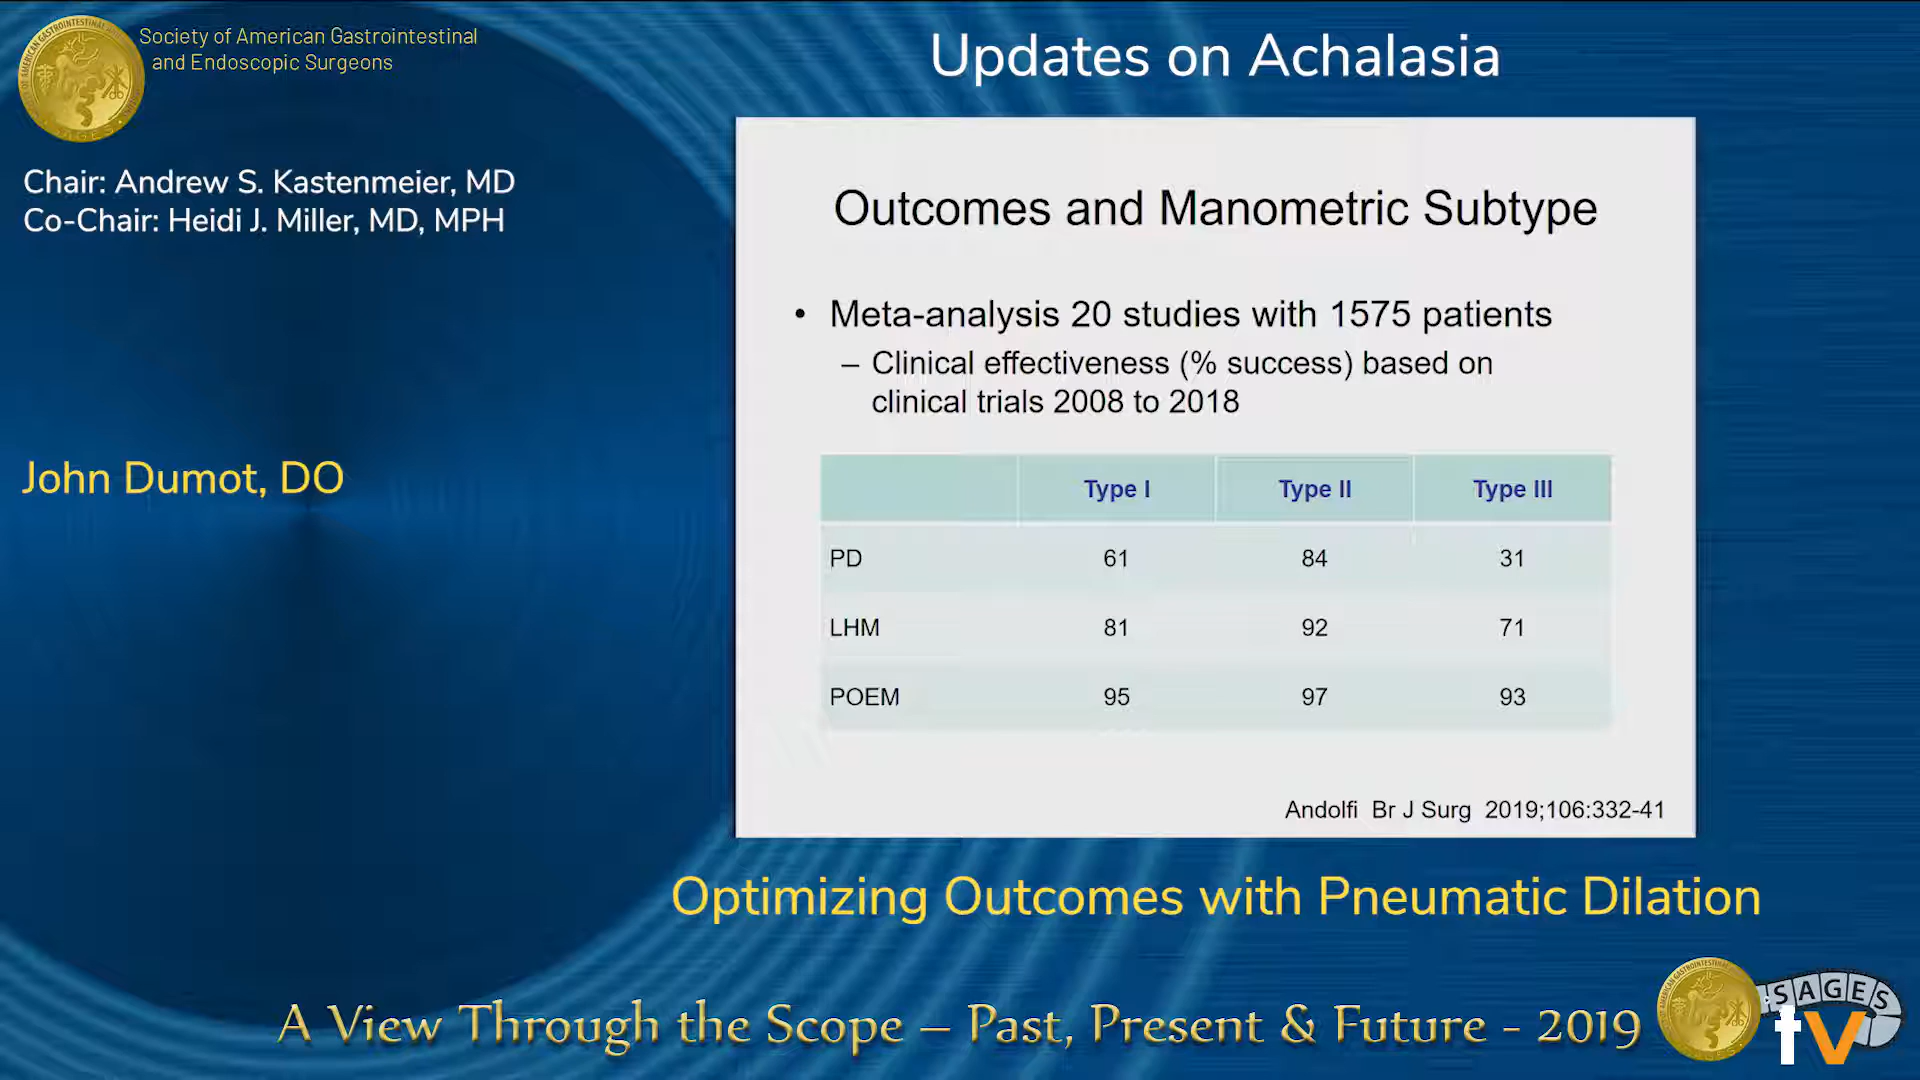 Society of American Gastrointestinal
and Endoscopic Surgeons
Updates on Achalasia
Chair: Andrew S. Kastenmeier, MD
Co-Chair: Heidi J. Miller, MD, MPH
John Dumot, DO
Outcomes and Manometric Subtype
• Meta-analysis 20 studies with 1575 patients
– Clinical effectiveness (% success) based on
clinical trials 2008 to 2018
Type I Type II Type III
PD 61 84 31
LHM 81 92 71
POEM 95 97 93
Andolfi Br J Surg 2019;106:332-41
Optimizing Outcomes with Pneumatic Dilation
A View Through the Scope – Past, Present & Future - 2019
SAGES
tv